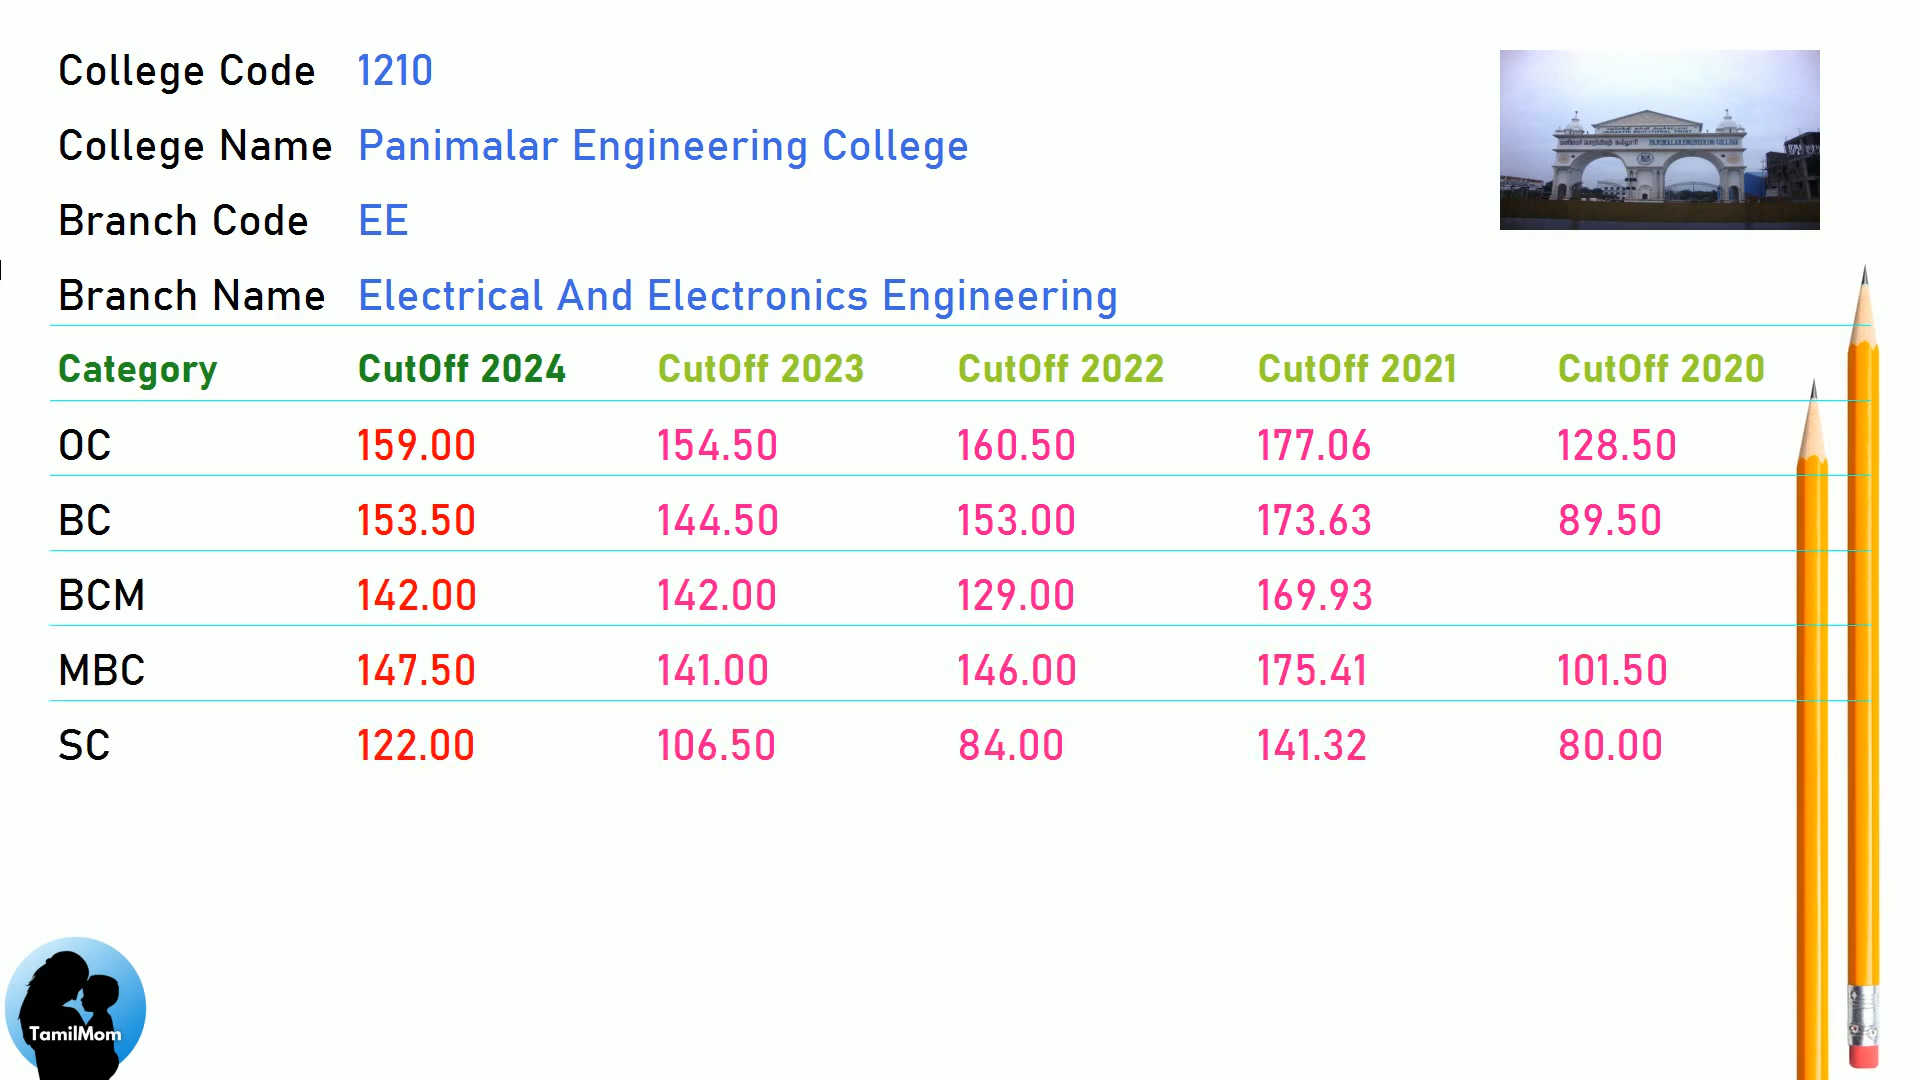 College Code 1210
College Name Panimalar Engineering College
Branch Code EE
Branch Name Electrical And Electronics Engineering
Category CutOff 2024 CutOff 2023 CutOff 2022 CutOff 2021 CutOff 2020
OC 159.00 154.50 160.50 177.06 128.50
BC 153.50 144.50 153.00 173.63 89.50
BCM 142.00 142.00 129.00 169.93
MBC 147.50 141.00 146.00 175.41 101.50
SC 122.00 106.50 84.00 141.32 80.00
PANIMALAR ENGINEERING COLLEGE
TamilMom